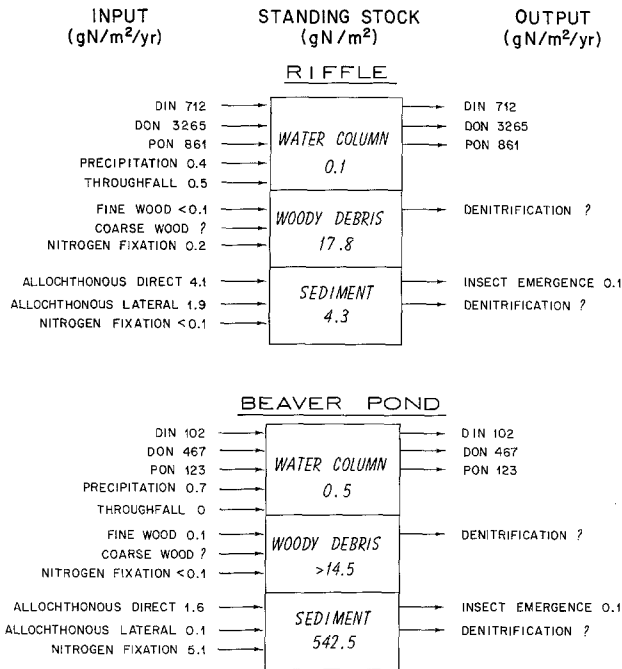 INPUT STANDING STOCK OUTPUT
(gN/m²/yr) (gN/m²) (gN/m²/yr)
RIFFLE
DIN 712 DIN 712
DON 3265 DON 3265
PON 861 WATER COLUMN PON 861
PRECIPITATION 0.4 0.1
THROUGHFALL 0.5
FINE WOOD <0.1 WOODY DEBRIS DENITRIFICATION ?
COARSE WOOD ?
NITROGEN FIXATION 0.2 17.8
ALLOCHTHONOUS DIRECT 4.1 SEDIMENT INSECT EMERGENCE 0.1
ALLOCHTHONOUS LATERAL 1.9 4.3 DENITRIFICATION ?
NITROGEN FIXATION <0.1
BEAVER POND
DIN 102 DIN 102
DON 467 DON 467
PON 123 WATER COLUMN PON 123
PRECIPITATION 0.7 0.5
THROUGHFALL 0
FINE WOOD 0.1 WOODY DEBRIS DENITRIFICATION ?
COARSE WOOD ?
NITROGEN FIXATION <0.1 >14.5
ALLOCHTHONOUS DIRECT 1.6 SEDIMENT INSECT EMERGENCE 0.1
ALLOCHTHONOUS LATERAL 0.1 542.5 DENITRIFICATION ?
NITROGEN FIXATION 5.1